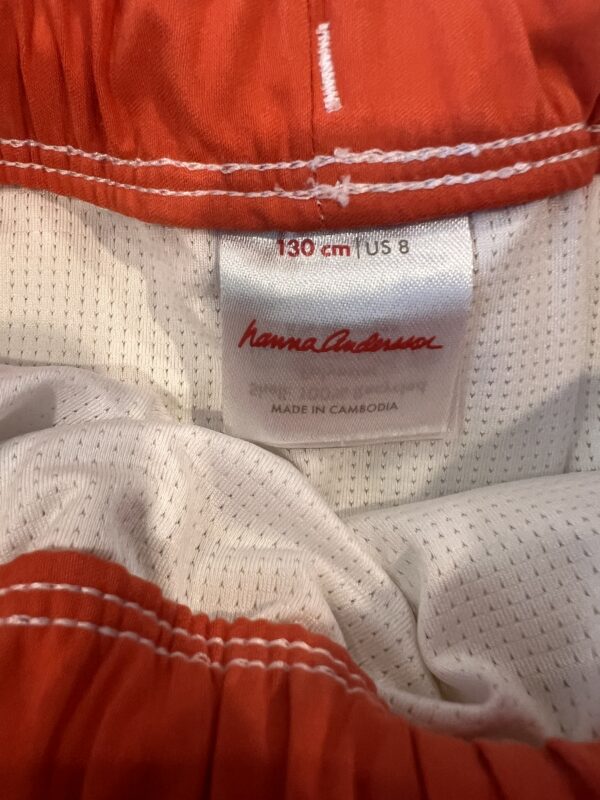 130 cm | US 8
hanna Andersson
MADE IN CAMBODIA